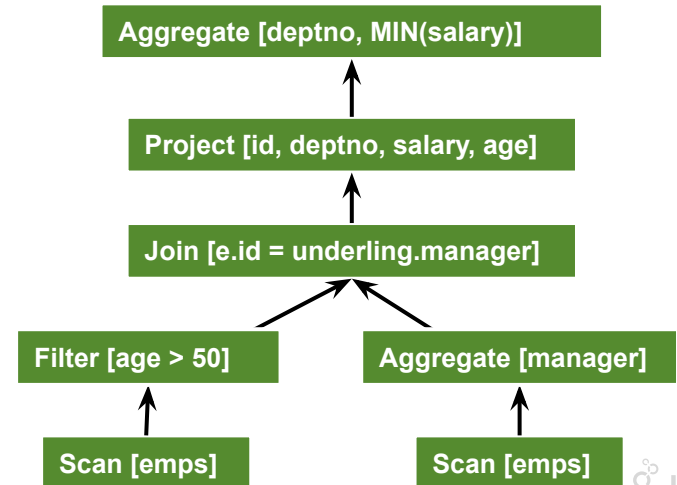 Aggregate [deptno, MIN(salary)]
Project [id, deptno, salary, age]
Join [e.id = underling.manager]
Filter [age > 50]
Aggregate [manager]
Scan [emps]
Scan [emps]